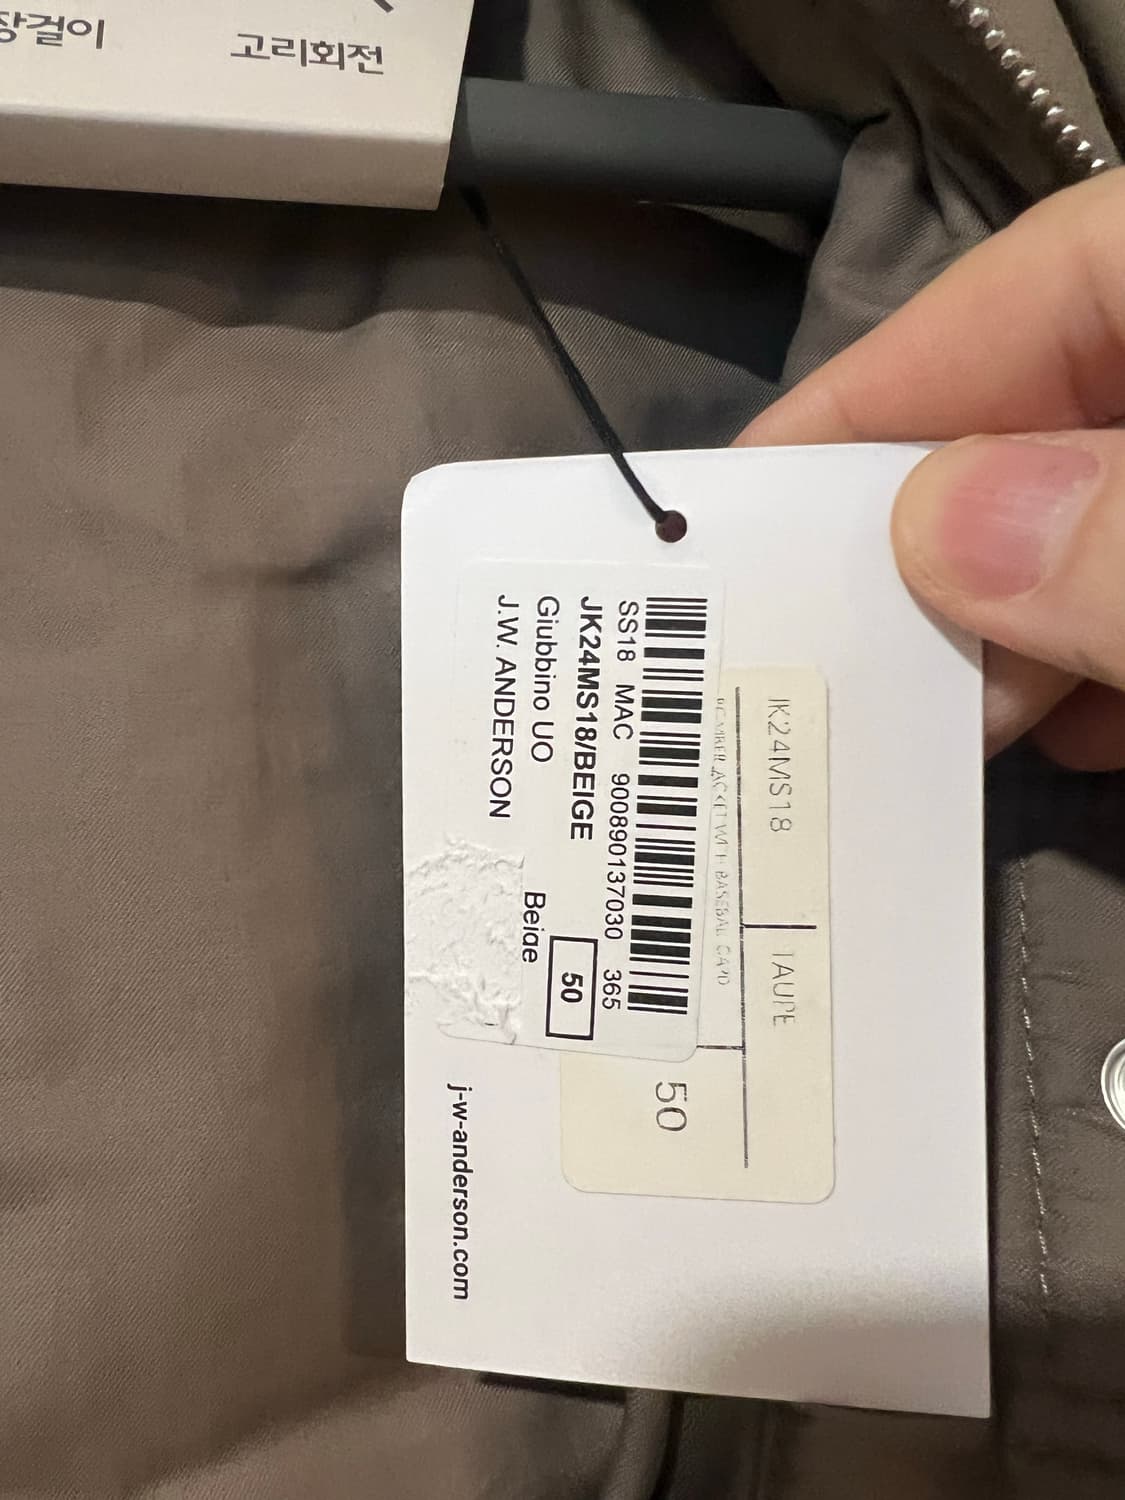 장걸이
고리회전
JK24MS18
TAUPE
50
SS18 MAC 900890137030 365
JK24MS18/BEIGE
50
Giubbino UO
Beige
J.W. ANDERSON
j-w-anderson.com